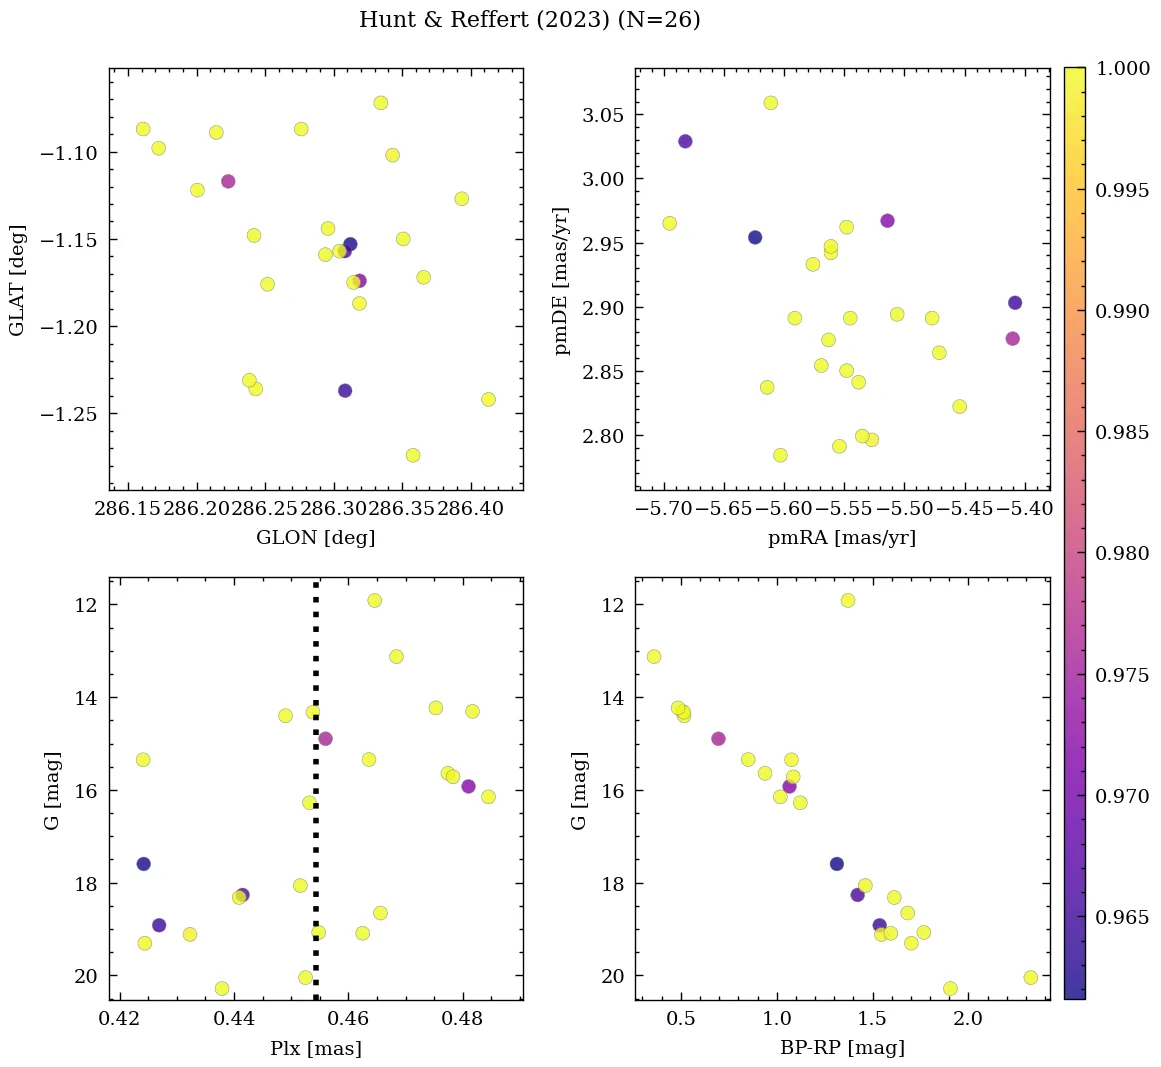 Hunt & Reffert (2023) (N=26)
−1.10
−1.15
−1.20
−1.25
GLAT [deg]
286.15 286.20 286.25 286.30 286.35 286.40
GLON [deg]
3.05
3.00
2.95
2.90
2.85
2.80
pmDE [mas/yr]
−5.70 −5.65 −5.60 −5.55 −5.50 −5.45 −5.40
pmRA [mas/yr]
1.000
0.995
0.990
0.985
0.980
0.975
0.970
0.965
12
14
16
18
20
G [mag]
0.42 0.44 0.46 0.48
Plx [mas]
12
14
16
18
20
G [mag]
0.5 1.0 1.5 2.0
BP-RP [mag]